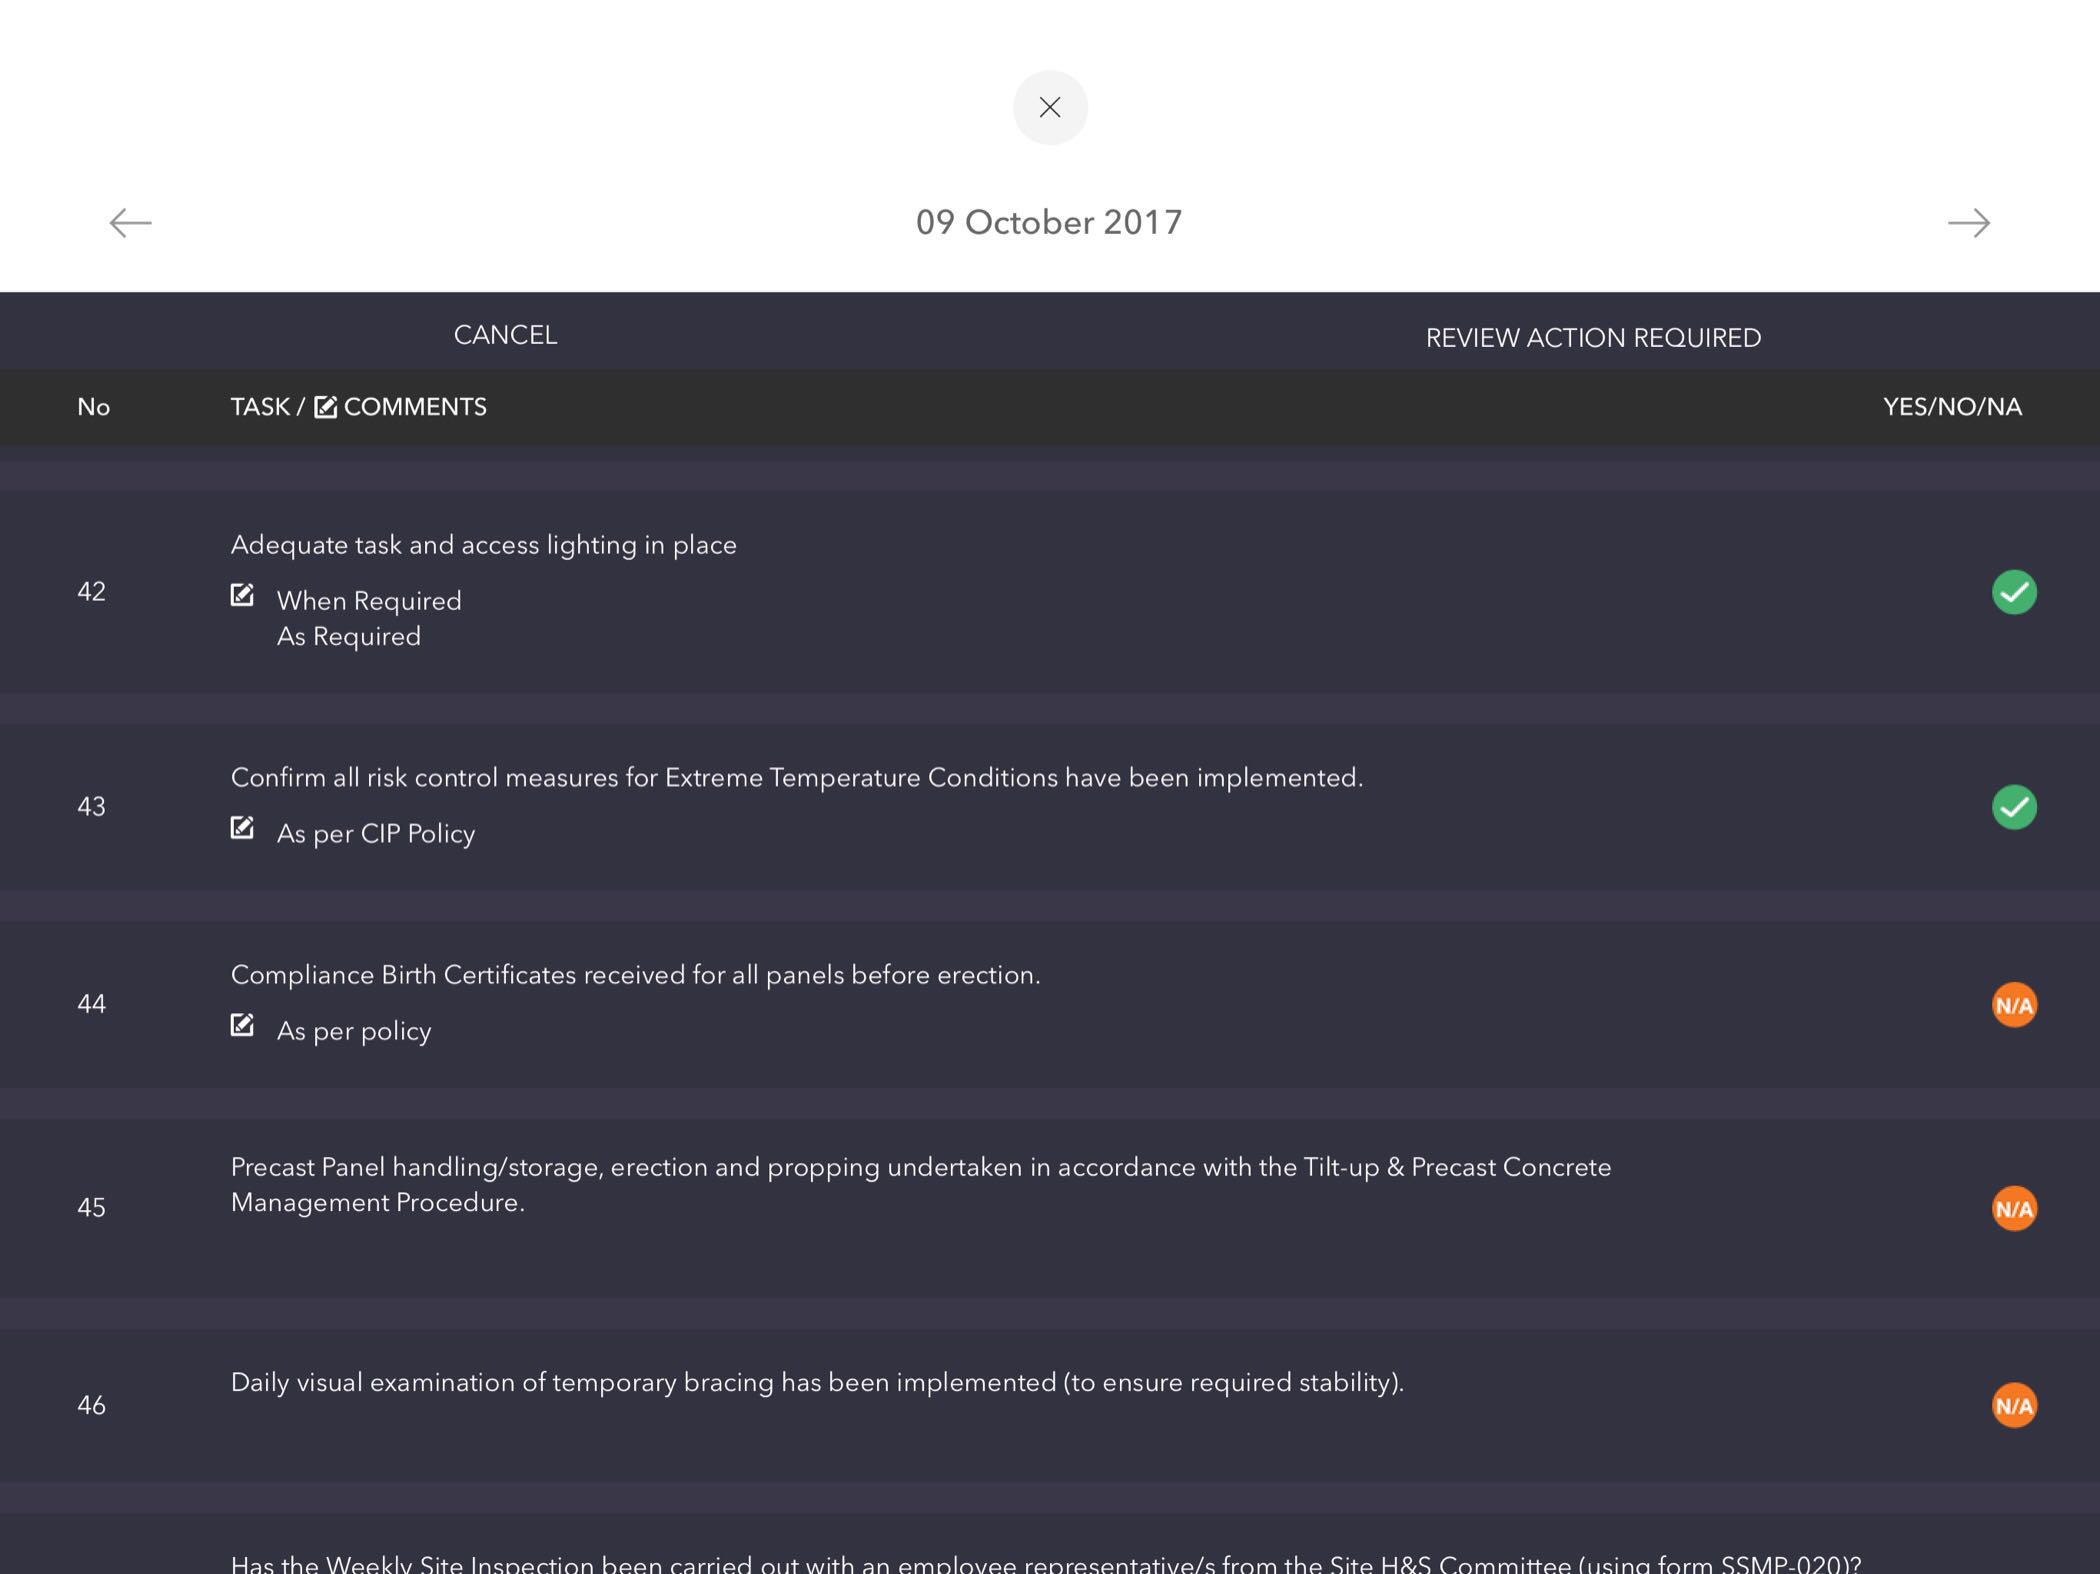 09 October 2017
CANCEL
REVIEW ACTION REQUIRED
No
TASK / COMMENTS
YES/NO/NA
42
Adequate task and access lighting in place
When Required
As Required
43
Confirm all risk control measures for Extreme Temperature Conditions have been implemented.
As per CIP Policy
44
Compliance Birth Certificates received for all panels before erection.
As per policy
N/A
45
Precast Panel handling/storage, erection and propping undertaken in accordance with the Tilt-up & Precast Concrete
Management Procedure.
N/A
46
Daily visual examination of temporary bracing has been implemented (to ensure required stability).
N/A
Has the Weekly Site Inspection been carried out with an employee representative/s from the Site H&S Committee (using form SSMP-020)?